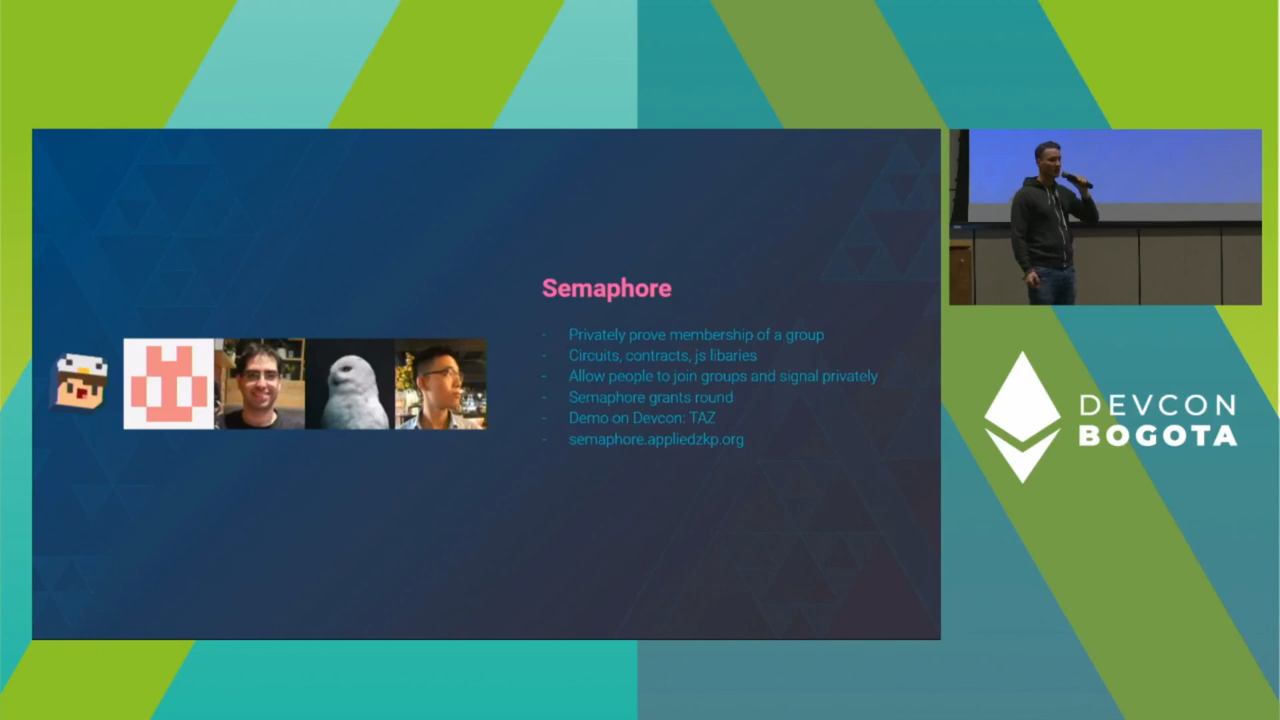 Semaphore
- Privately prove membership of a group
- Circuits, contracts, js libaries
- Allow people to join groups and signal privately
- Semaphore grants round
- Demo on Devcon: TAZ
- semaphore.appliedzkp.org
DEVCON
BOGOTA